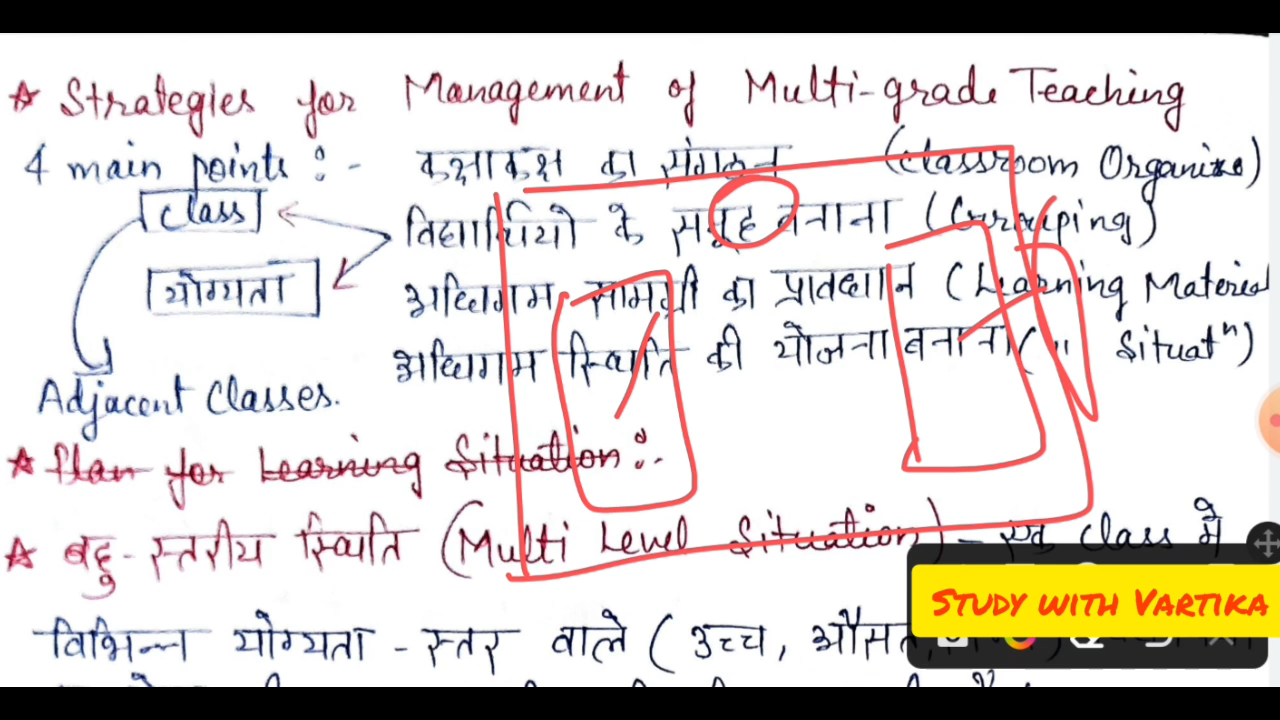 ☆ Strategies for Management of Multi-grade Teaching
4 main points :- कक्षाकक्ष का संगठन (Classroom Organize)
Class विद्यार्थियो के समूह बनाना (Grouping)
योग्यता अधिगम सामग्री का प्रावधान (Learning Material
अधिगम स्थिति की योजना बनाना ( " Situatⁿ)
Adjacent Classes.
☆ Plan for Learning Situation :-
☆ बहु-स्तरीय स्थिति (Multi Level Situation) - एक class मे
STUDY WITH VARTIKA
विभिन्न योग्यता - स्तर वाले (उच्च, औसत,